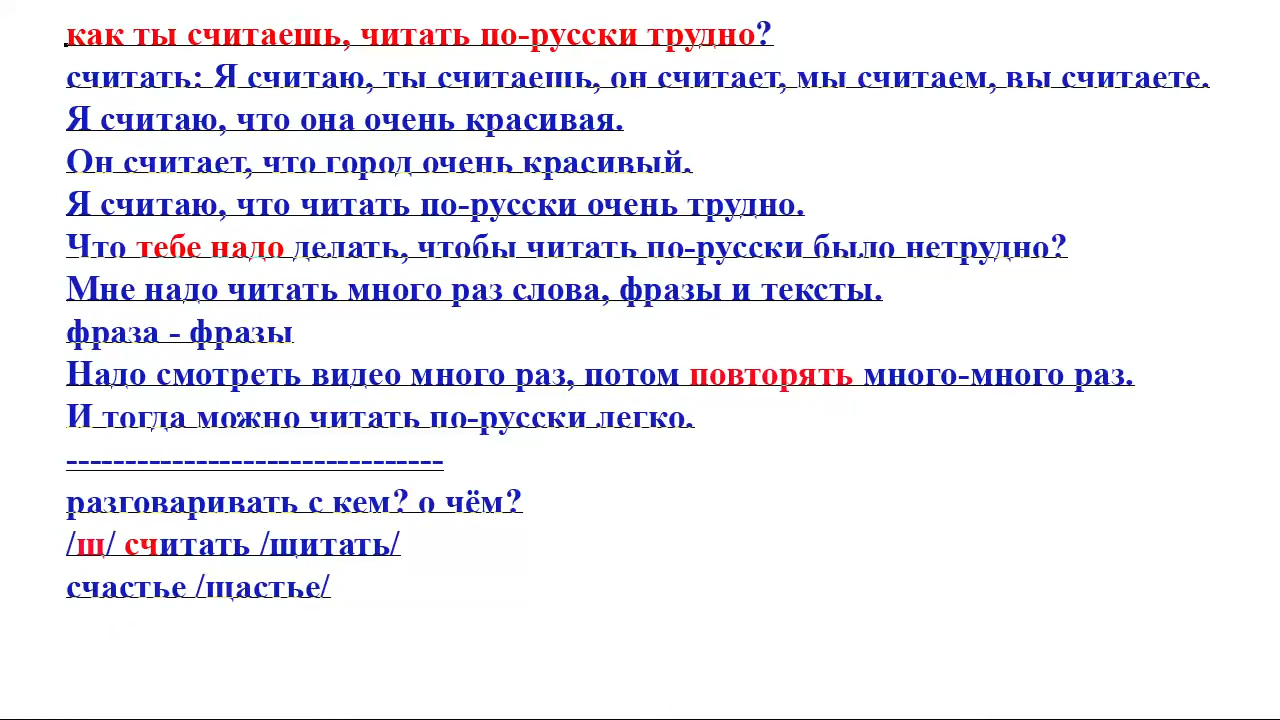 как ты считаешь, читать по-русски трудно?
считать: Я считаю, ты считаешь, он считает, мы считаем, вы считаете.
Я считаю, что она очень красивая.
Он считает, что город очень красивый.
Я считаю, что читать по-русски очень трудно.
Что тебе надо делать, чтобы читать по-русски было нетрудно?
Мне надо читать много раз слова, фразы и тексты.
фраза - фразы
Надо смотреть видео много раз, потом повторять много-много раз.
И тогда можно читать по-русски легко.
--------------------------------
разговаривать с кем? о чём?
/щ/ считать /щитать/
счастье /щастье/